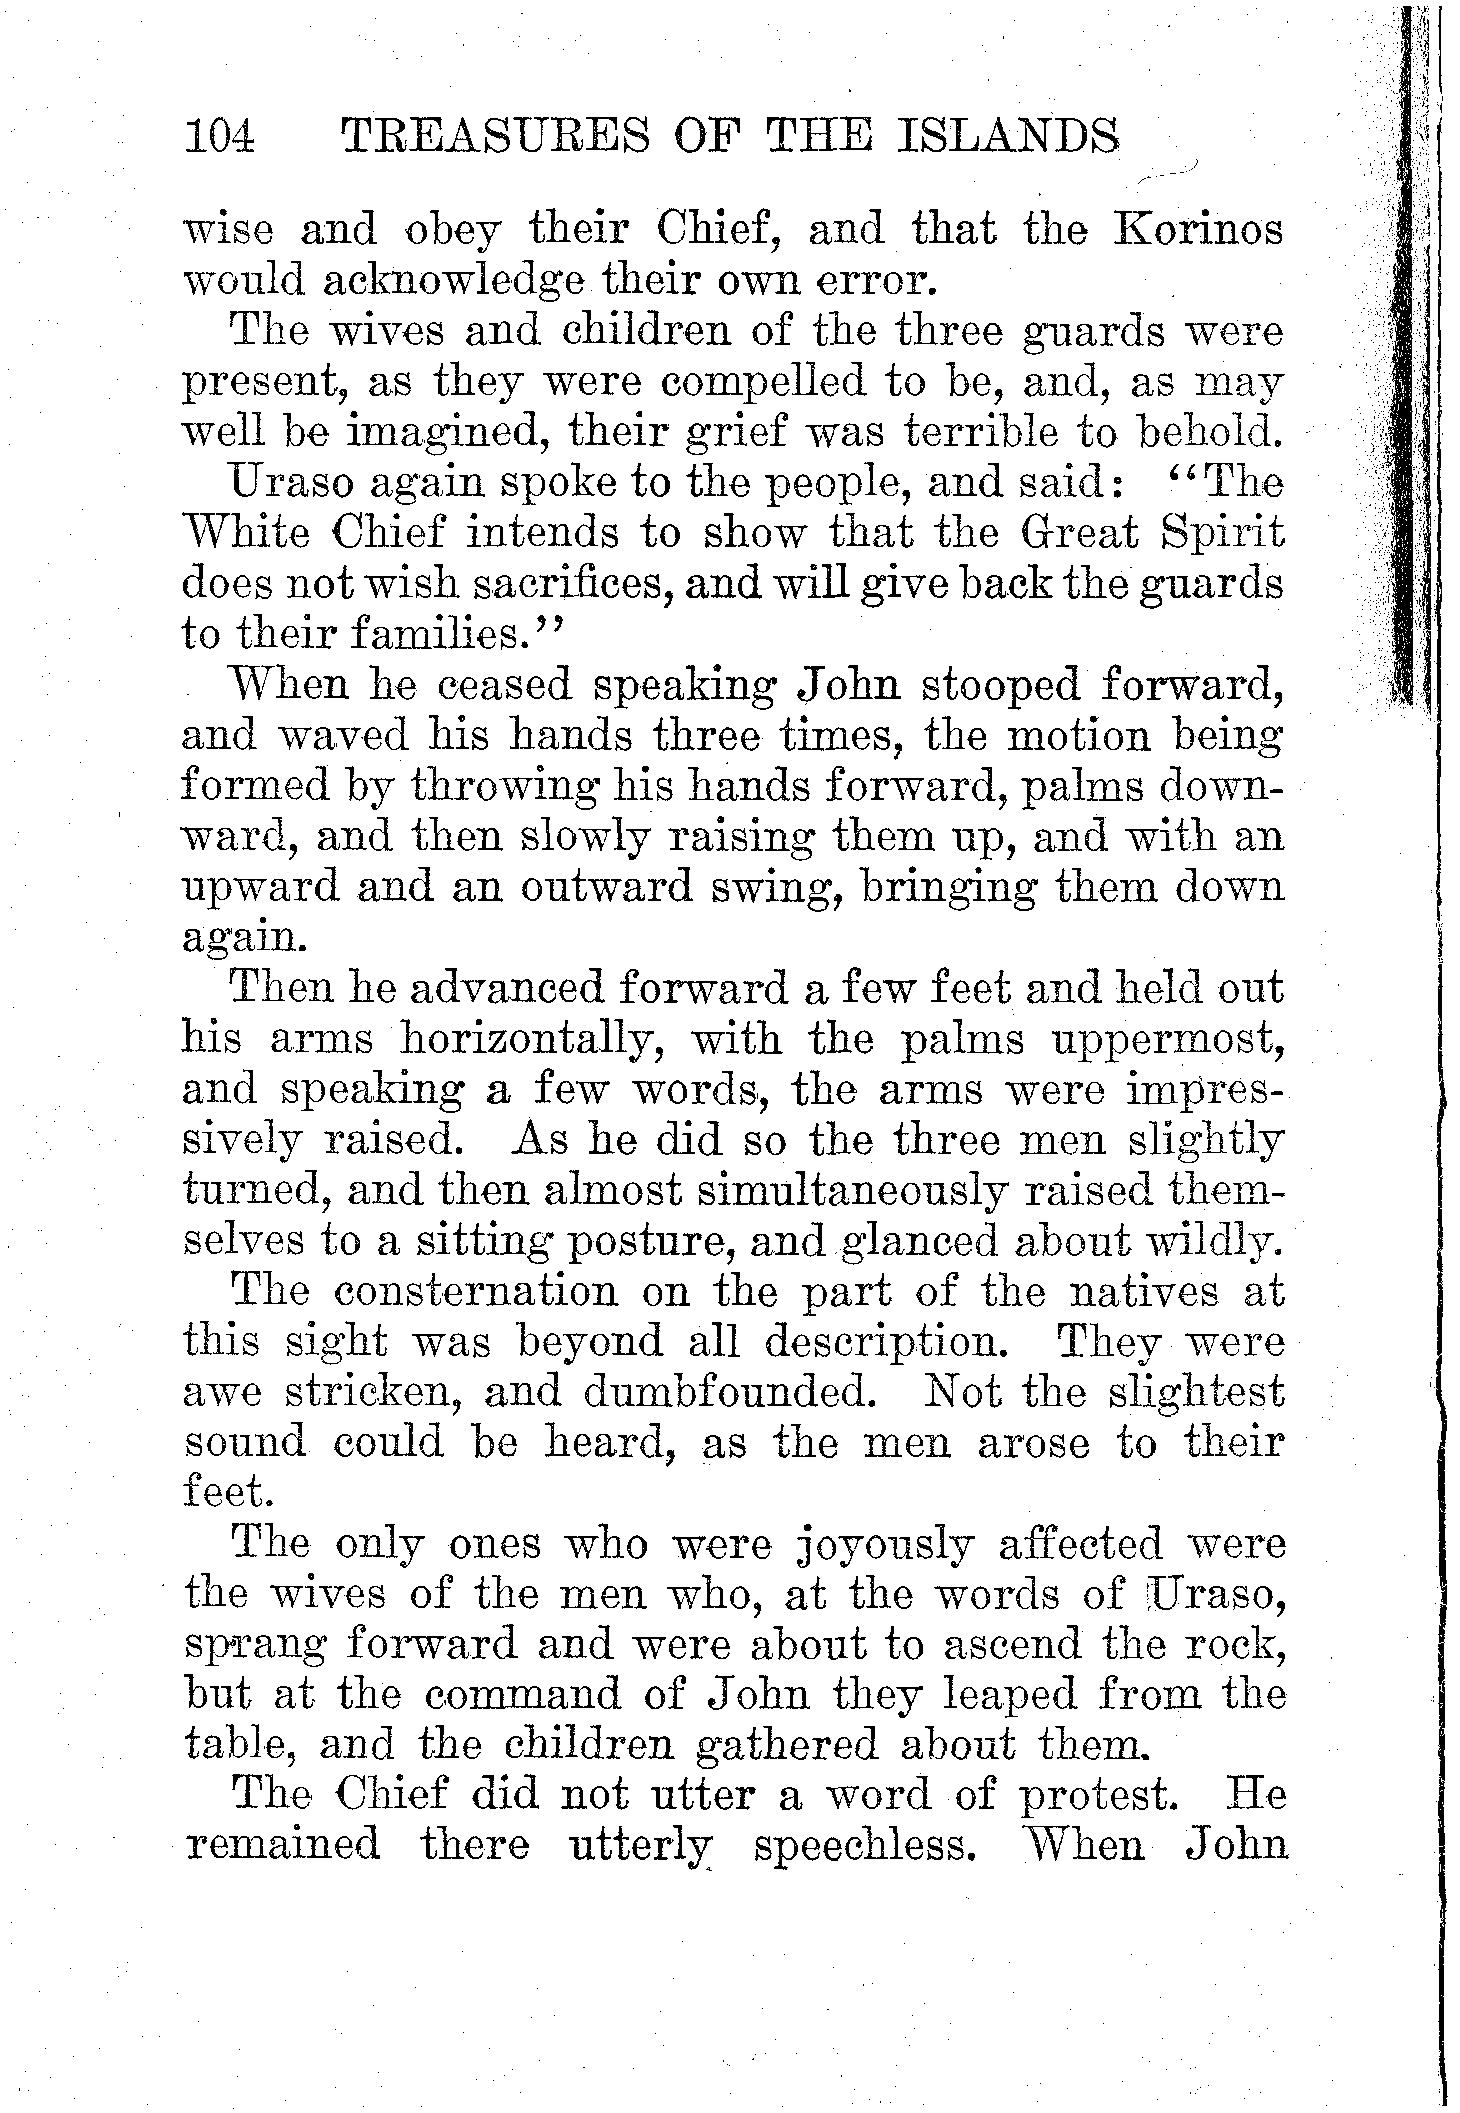 104 TREASURES OF THE ISLANDS
wise and obey their Chief, and that the Korinos
would acknowledge their own error.
The wives and children of the three guards were
present, as they were compelled to be, and, as may
well be imagined, their grief was terrible to behold.
Uraso again spoke to the people, and said: "The
White Chief intends to show that the Great Spirit
does not wish sacrifices, and will give back the guards
to their families."
When he ceased speaking John stooped forward,
and waved his hands three times, the motion being
formed by throwing his hands forward, palms down-
ward, and then slowly raising them up, and with an
upward and an outward swing, bringing them down
again.
Then he advanced forward a few feet and held out
his arms horizontally, with the palms uppermost,
and speaking a few words, the arms were impres-
sively raised. As he did so the three men slightly
turned, and then almost simultaneously raised them-
selves to a sitting posture, and glanced about wildly.
The consternation on the part of the natives at
this sight was beyond all description. They were
awe stricken, and dumbfounded. Not the slightest
sound could be heard, as the men arose to their
feet.
The only ones who were joyously affected were
the wives of the men who, at the words of Uraso,
sprang forward and were about to ascend the rock,
but at the command of John they leaped from the
table, and the children gathered about them.
The Chief did not utter a word of protest. He
remained there utterly speechless. When John